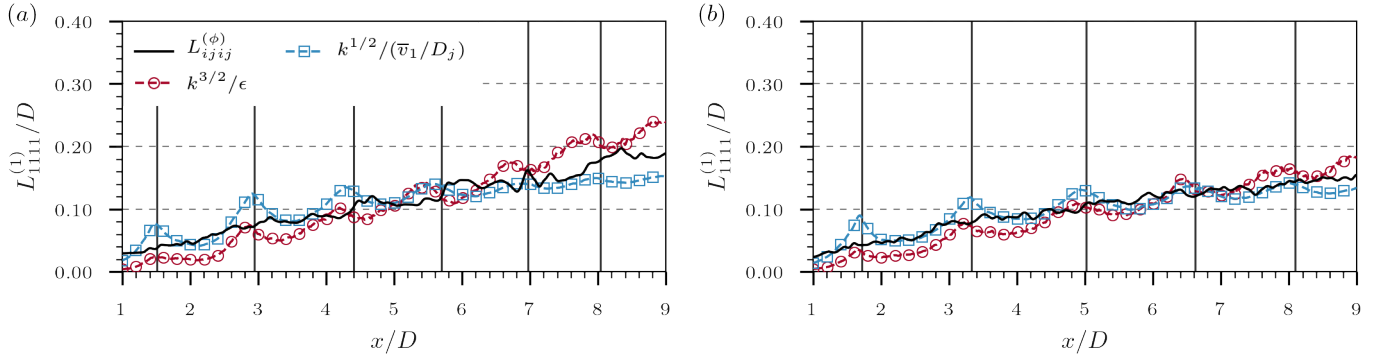 (a)
0.40
0.30
0.20
0.10
0.00
L_{1111}^{(1)}/D
L_{ijij}^{(ϕ)}
k^{1/2}/(\overline{v}_1/D_j)
k^{3/2}/ϵ
1 2 3 4 5 6 7 8 9
x/D
(b)
0.40
0.30
0.20
0.10
0.00
L_{1111}^{(1)}/D
1 2 3 4 5 6 7 8 9
x/D